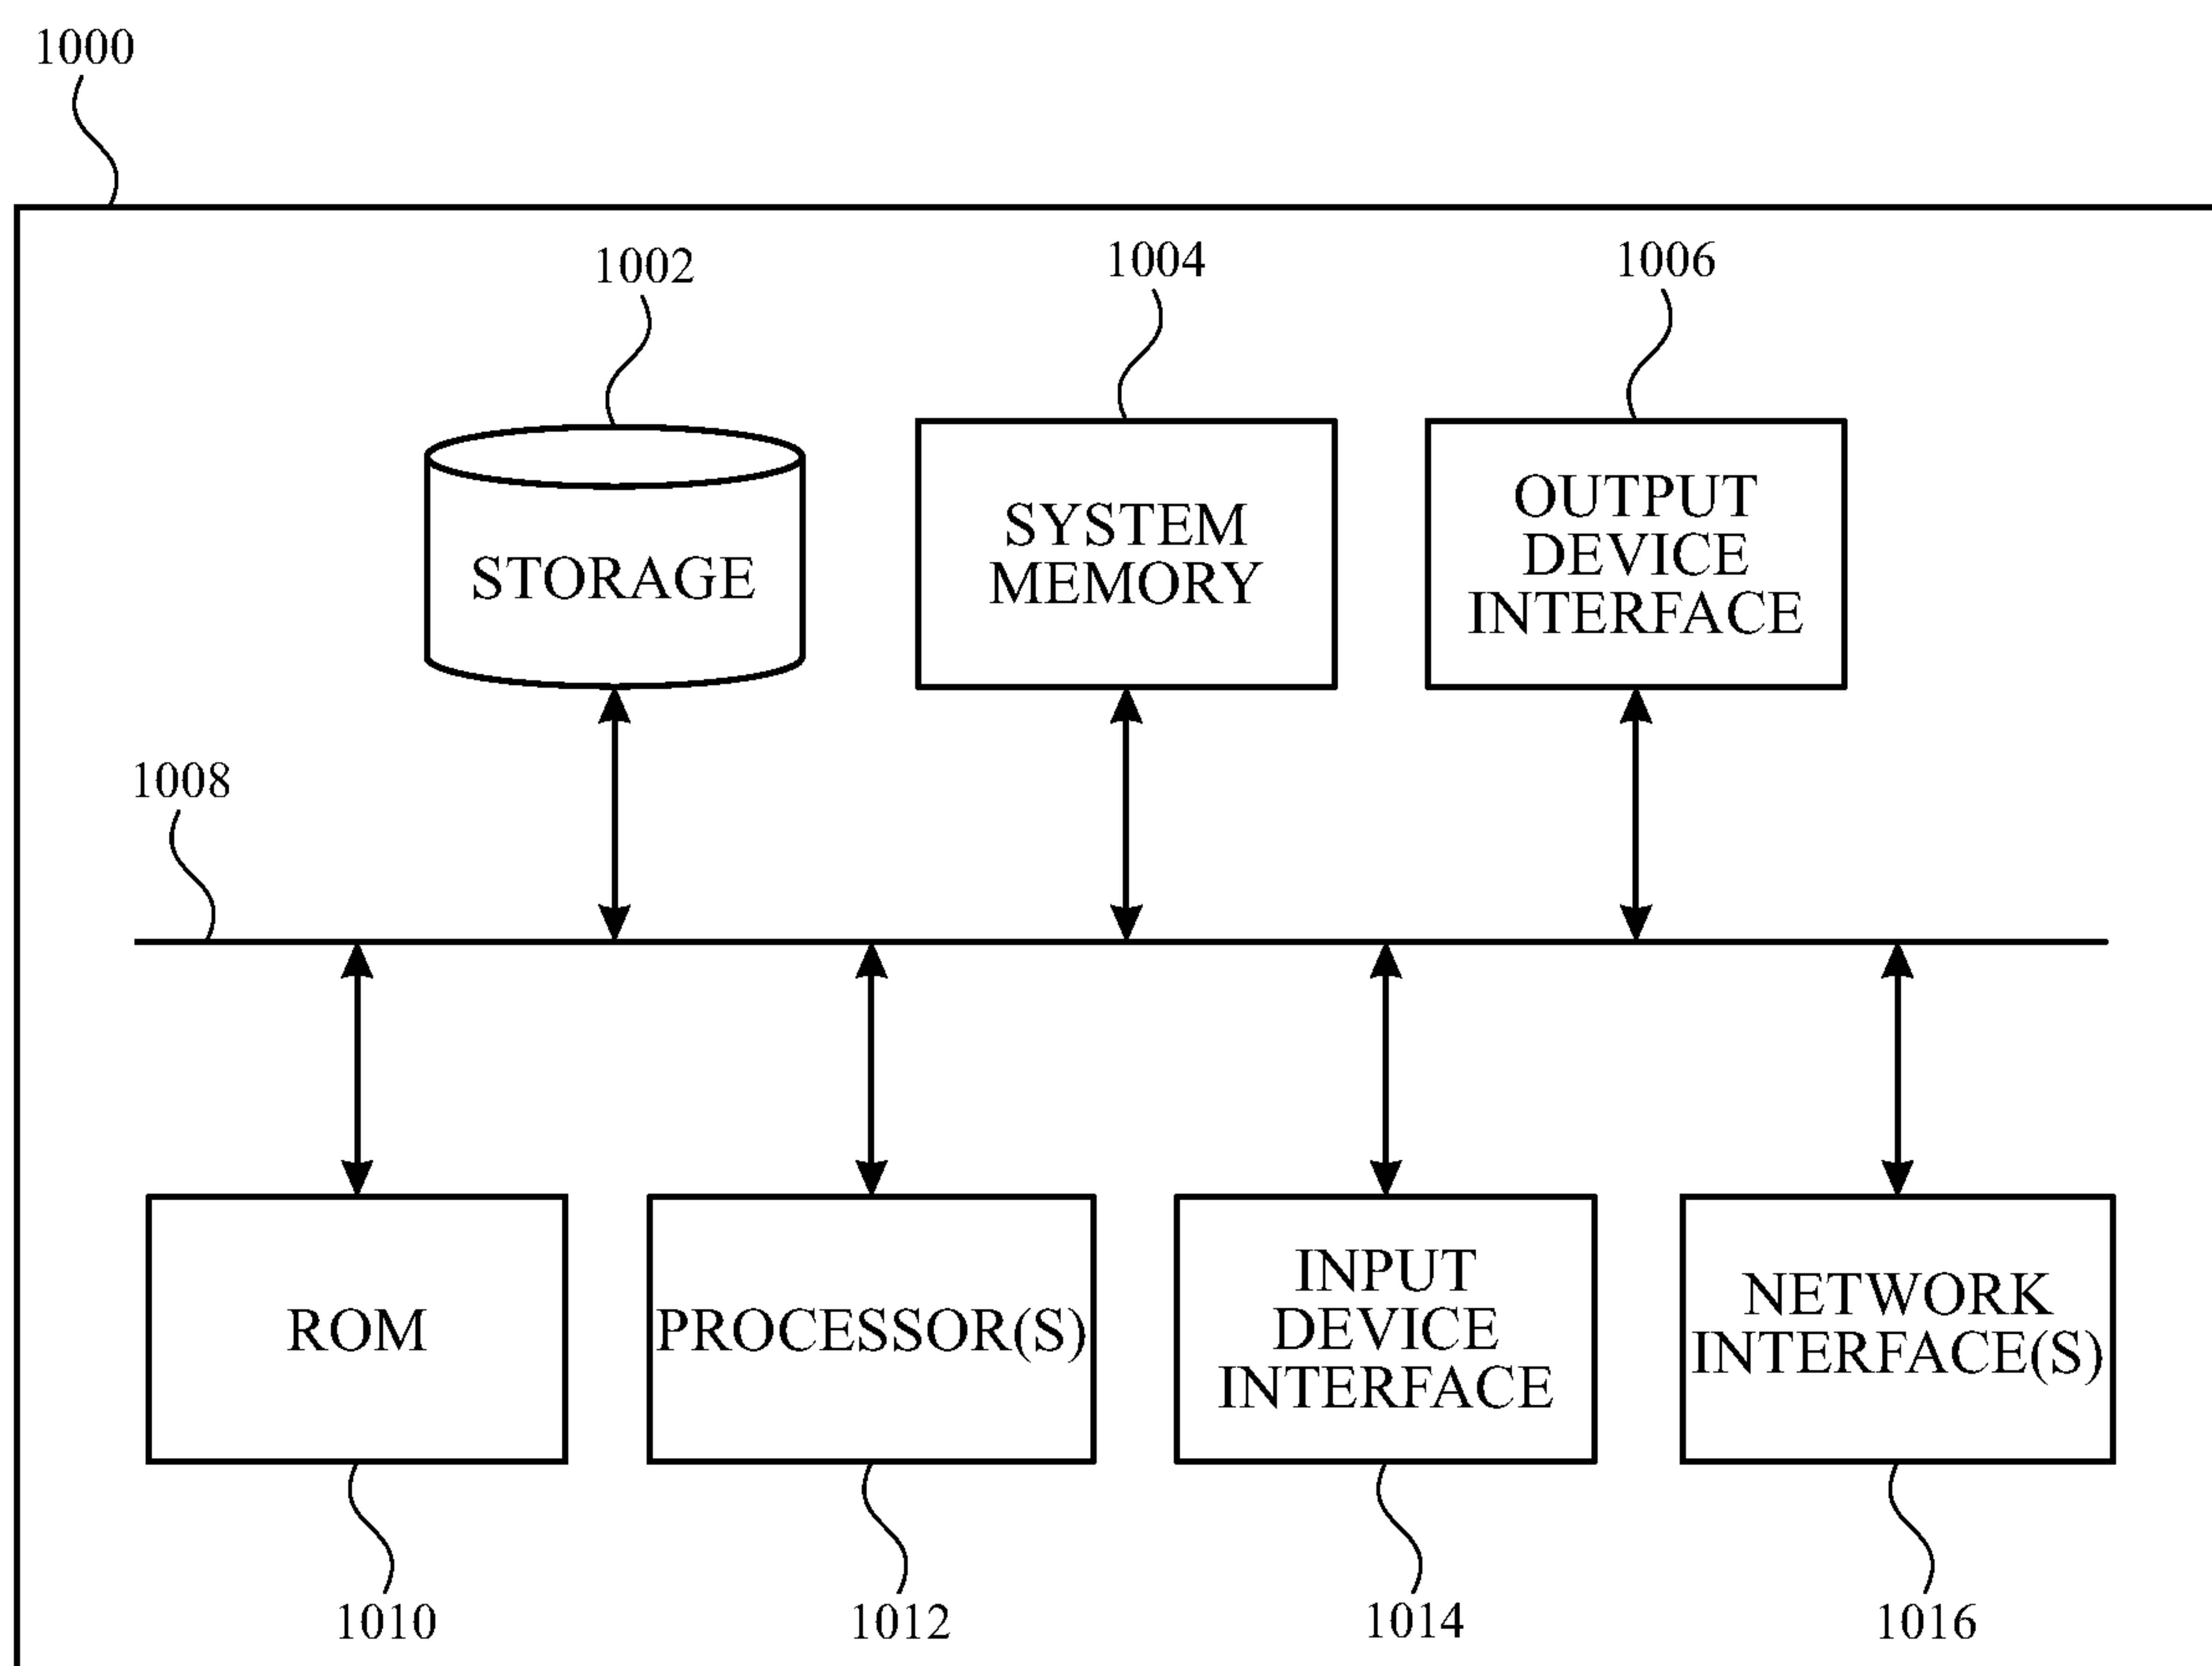 1000
1002
1004
1006
STORAGE
SYSTEM
MEMORY
OUTPUT
DEVICE
INTERFACE
1008
ROM
PROCESSOR(S)
INPUT
DEVICE
INTERFACE
NETWORK
INTERFACE(S)
1010
1012
1014
1016